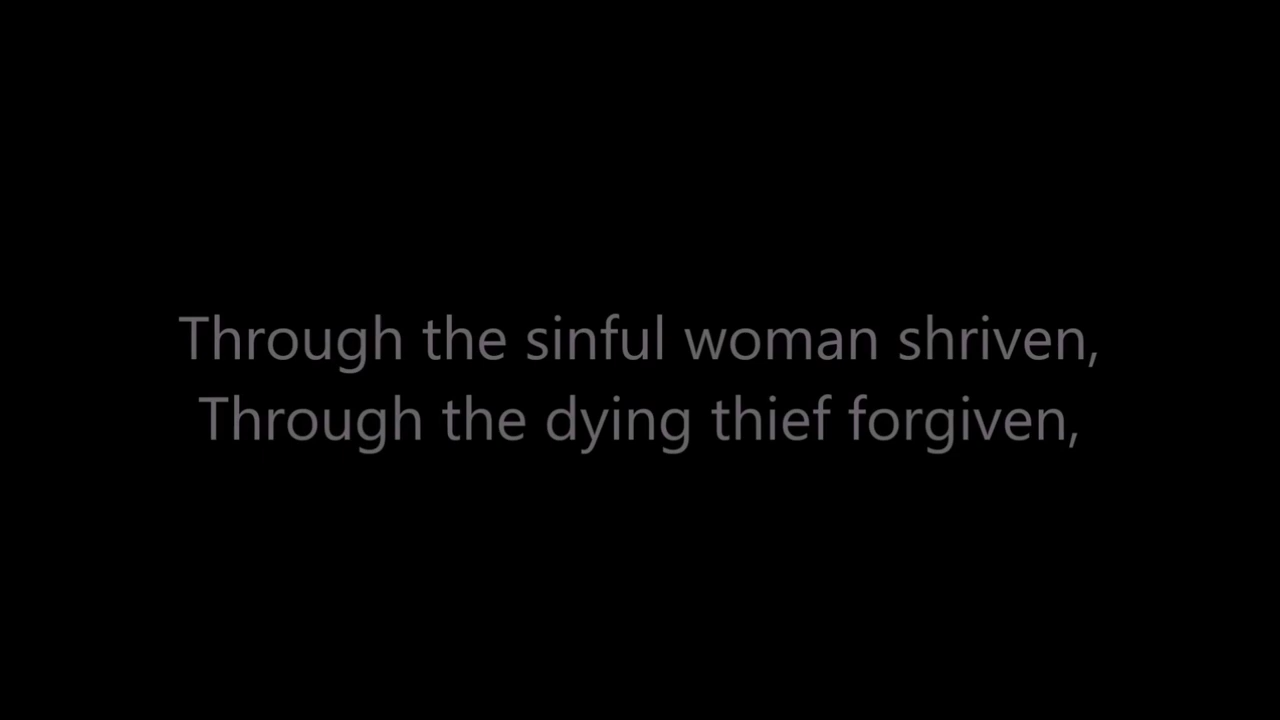 Through the sinful woman shriven,
Through the dying thief forgiven,